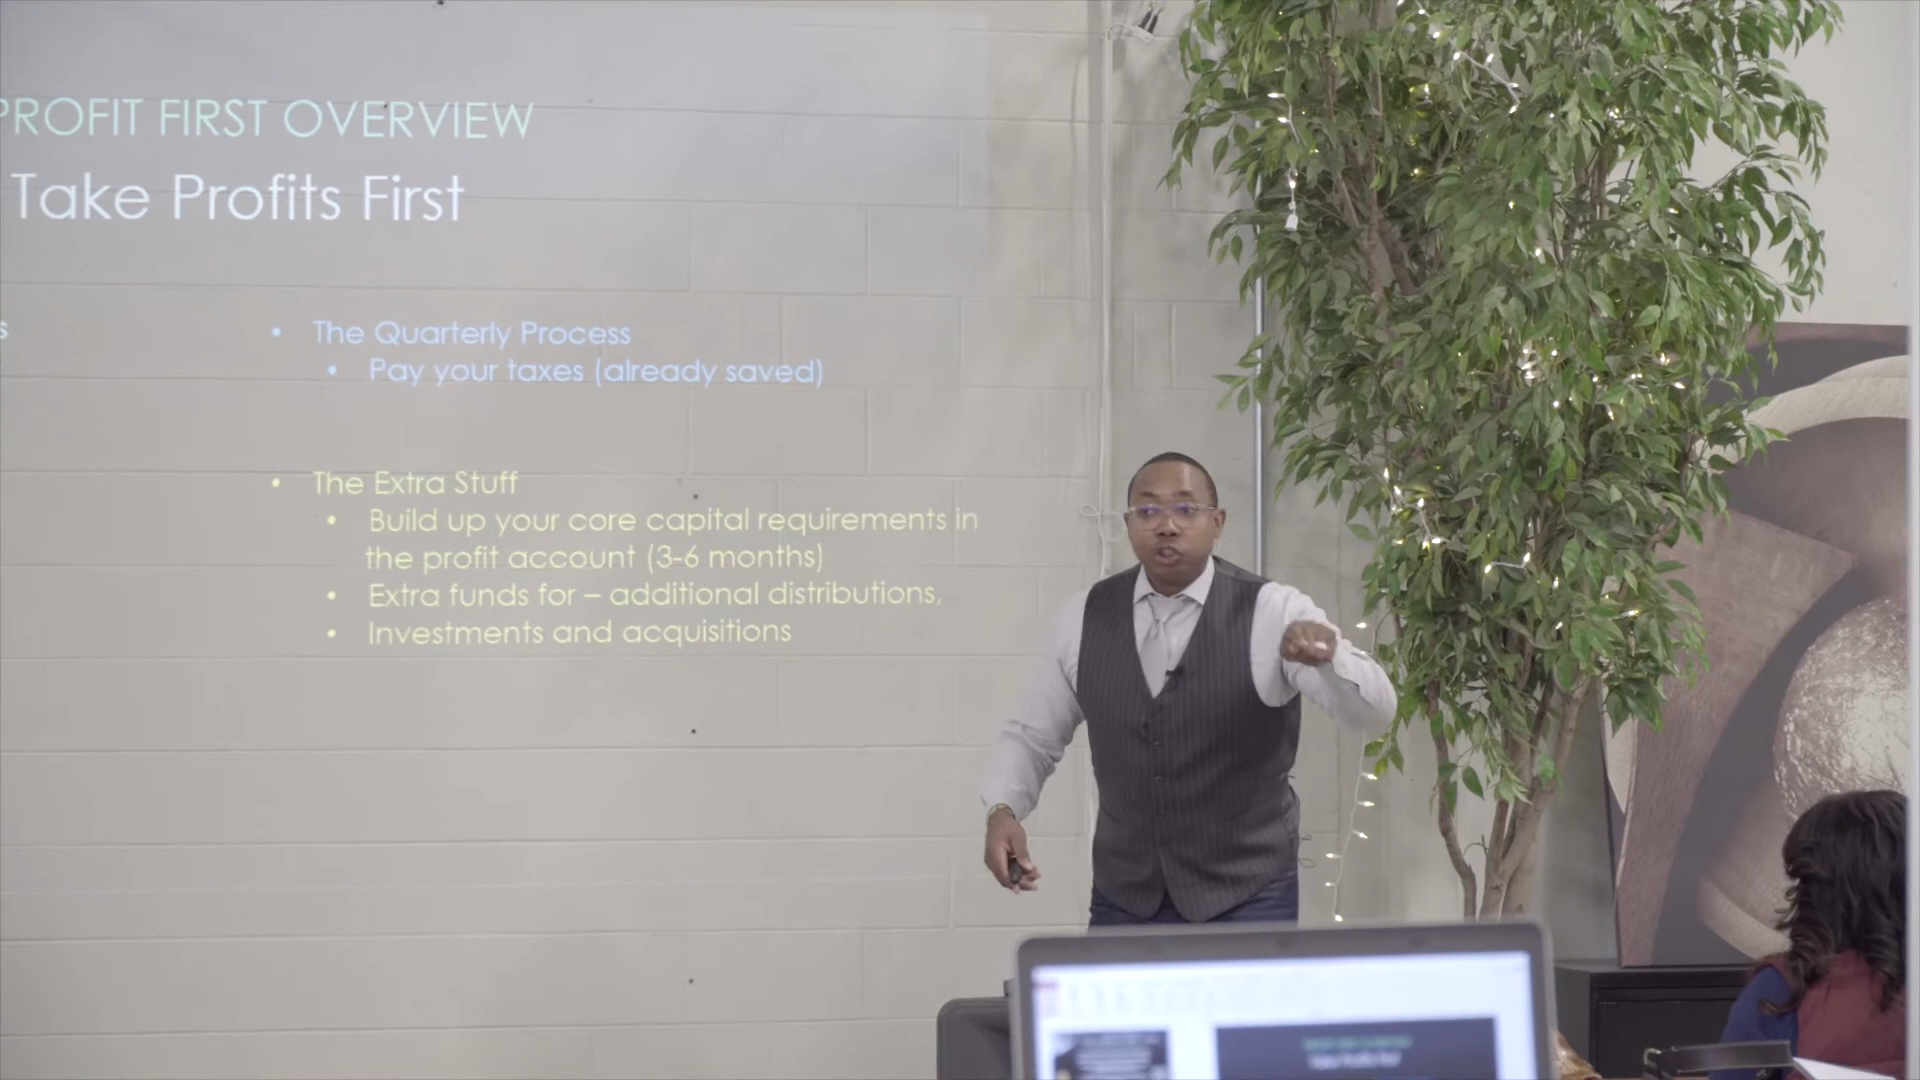 PROFIT FIRST OVERVIEW
Take Profits First
s
• The Quarterly Process
• Pay your taxes (already saved)
• The Extra Stuff
• Build up your core capital requirements in
the profit account (3-6 months)
• Extra funds for – additional distributions,
• Investments and acquisitions